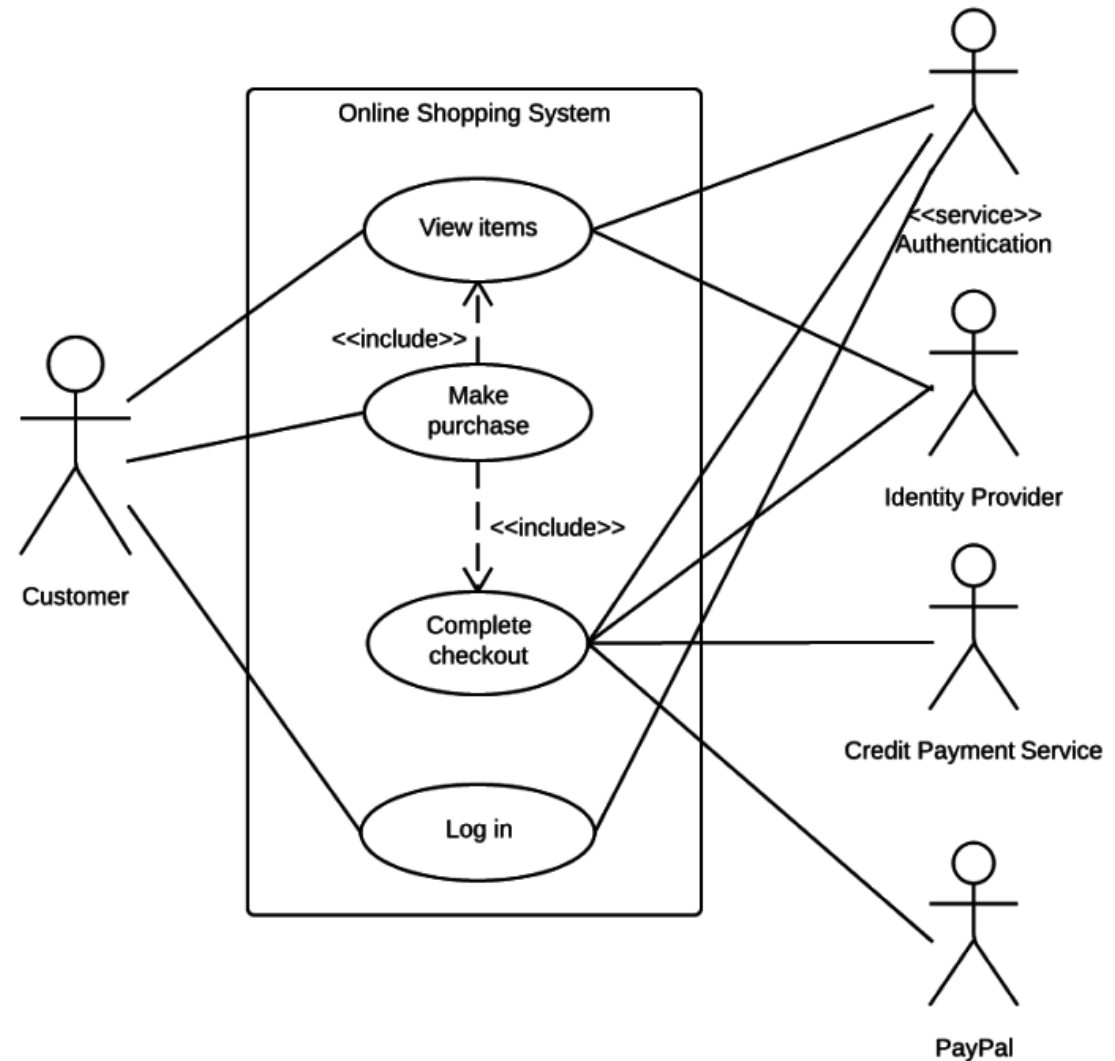 Online Shopping System
View items
<<include>>
Make
purchase
<<include>>
Complete
checkout
Log in
Customer
<<service>>
Authentication
Identity Provider
Credit Payment Service
PayPal